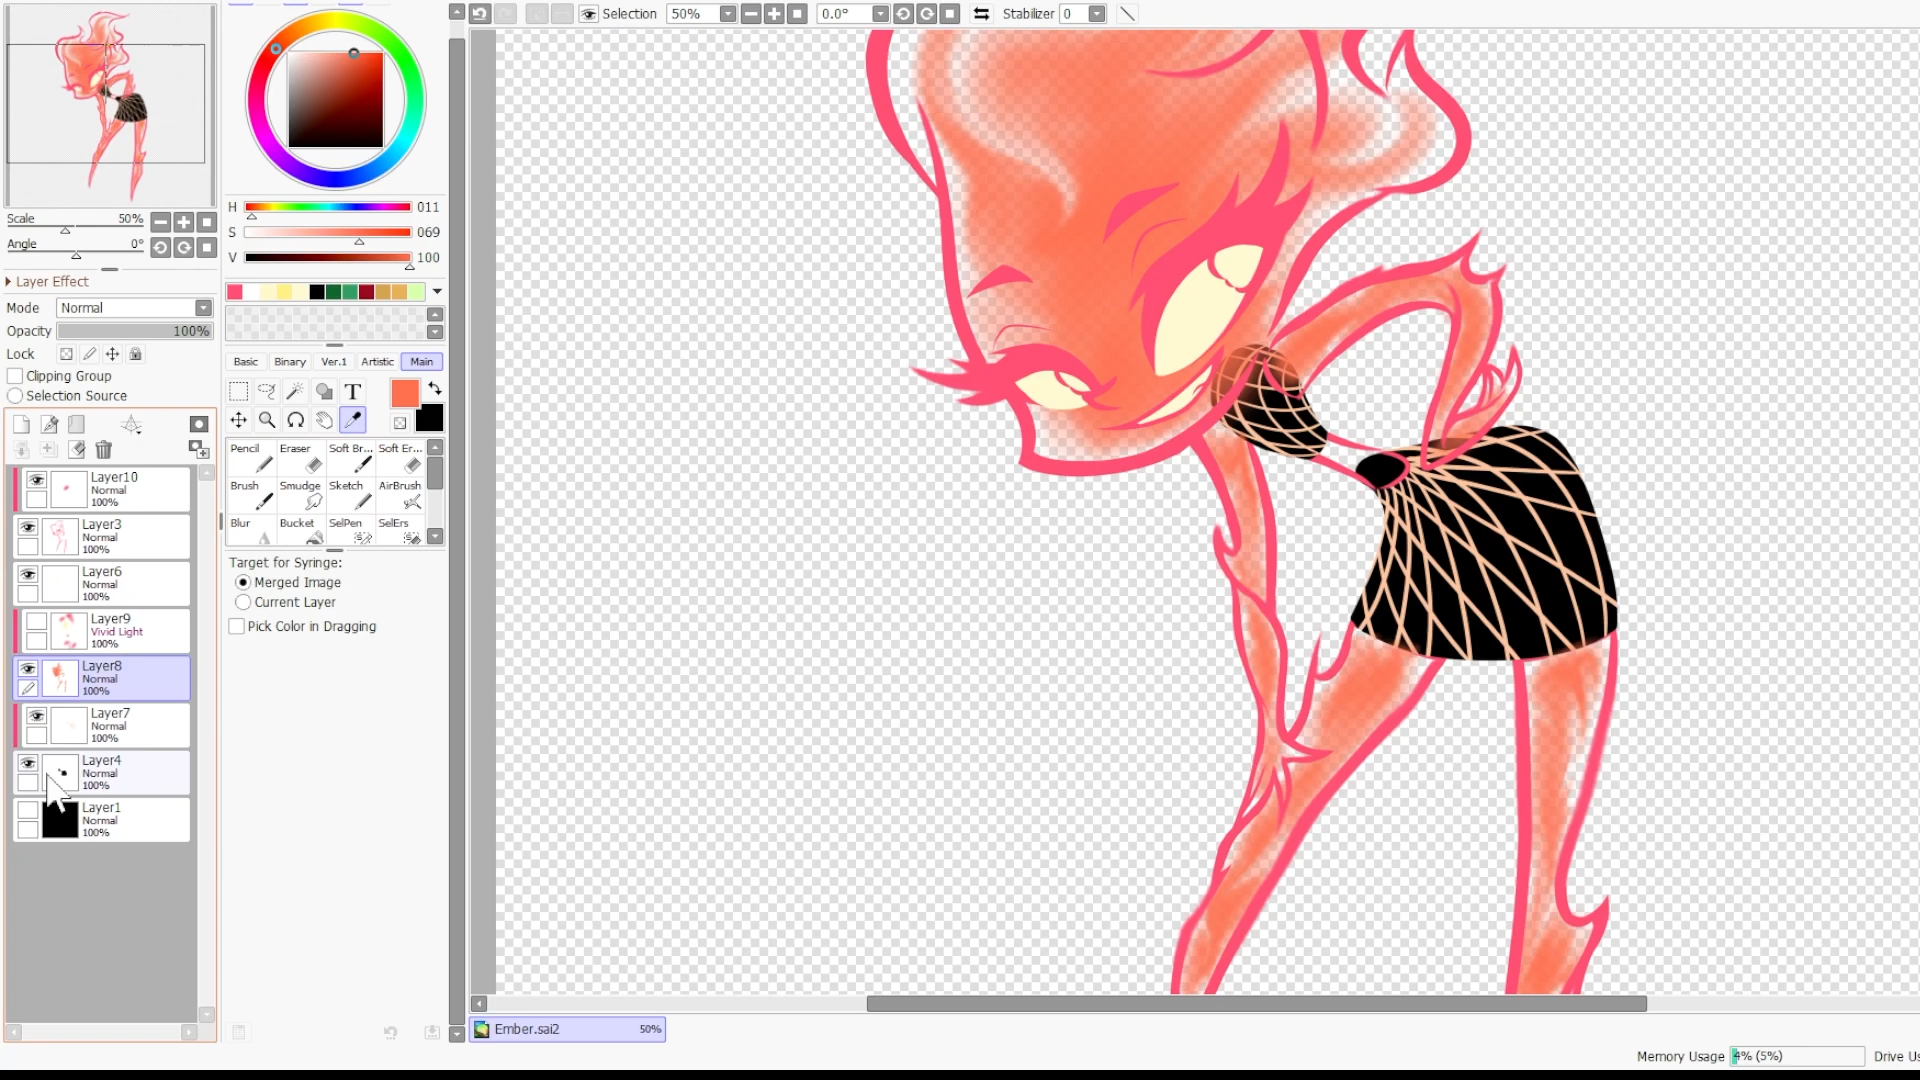 Selection 50% 0.0° Stabilizer 0
Scale 50%
Angle 0°
Layer Effect
Mode Normal
Opacity 100%
Lock
Clipping Group
Selection Source
Layer10
Normal
100%
Layer3
Normal
100%
Layer6
Normal
100%
Layer9
Vivid Light
100%
Layer8
Normal
100%
Layer7
Normal
100%
Layer4
Normal
100%
Layer1
Normal
100%
H 011
S 069
V 100
Basic Binary Ver.1 Artistic Main
T
Pencil Eraser Soft Br... Soft Er...
Brush Smudge Sketch AirBrush
Blur Bucket SelPen SelErs
Target for Syringe:
Merged Image
Current Layer
Pick Color in Dragging
Ember.sai2 50%
Memory Usage 4% (5%) Drive Us